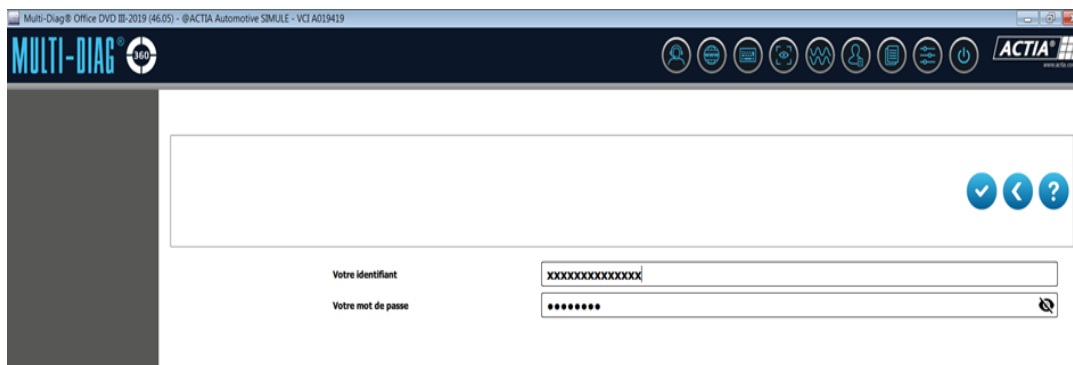 Multi-Diag® Office DVD III-2019 (46.05) - @ACTIA Automotive SIMULE - VCI A019419
MULTI-DIAG® 360
ACTIA®
Votre identifiant xxxxxxxxxxxxxx
Votre mot de passe ••••••••